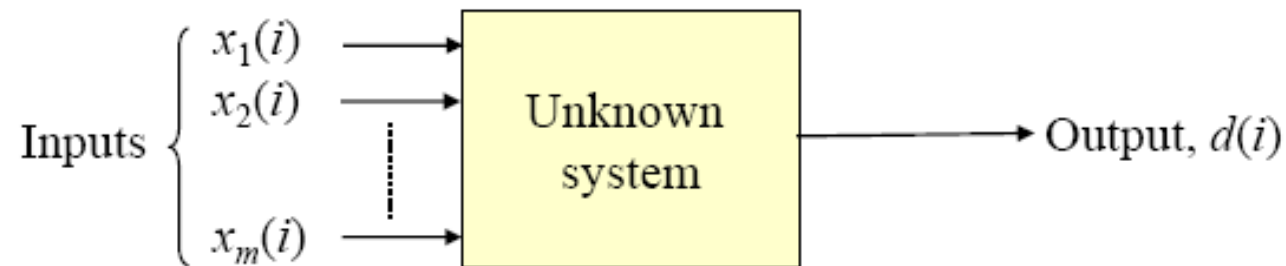 x₁(i)
x₂(i)
Inputs
xₘ(i)
Unknown
system
Output, d(i)